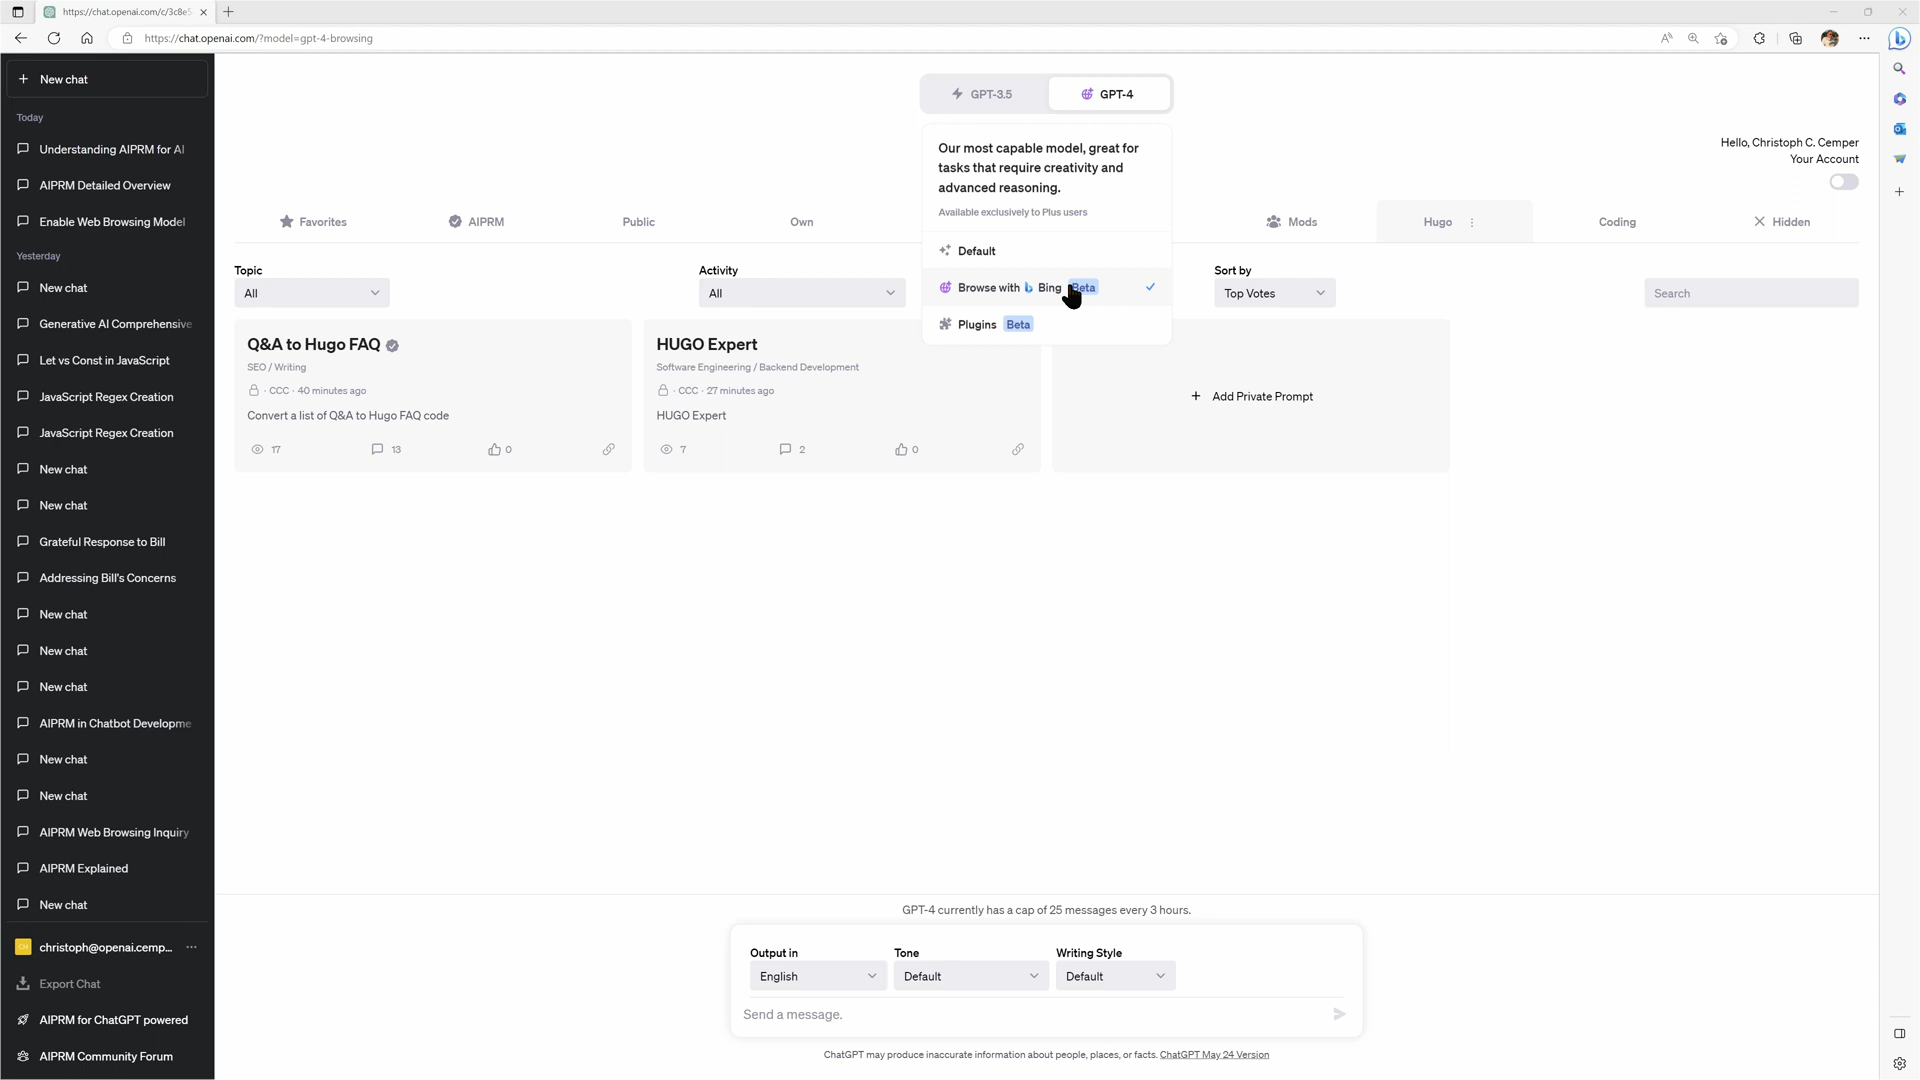 https://chat.openai.com/c/3c8e5
https://chat.openai.com/?model=gpt-4-browsing
New chat
Today
Understanding AIPRM for AI
AIPRM Detailed Overview
Enable Web Browsing Model
Yesterday
New chat
Generative AI Comprehensive
Let vs Const in JavaScript
JavaScript Regex Creation
JavaScript Regex Creation
New chat
New chat
Grateful Response to Bill
Addressing Bill's Concerns
New chat
New chat
New chat
AIPRM in Chatbot Developme
New chat
New chat
AIPRM Web Browsing Inquiry
AIPRM Explained
New chat
christoph@openai.cemp...
Export Chat
AIPRM for ChatGPT powered
AIPRM Community Forum
GPT-3.5
GPT-4
Our most capable model, great for
tasks that require creativity and
advanced reasoning.
Available exclusively to Plus users
Default
Browse with Bing Beta
Plugins Beta
Hello, Christoph C. Cemper
Your Account
Favorites
AIPRM
Public
Own
Mods
Hugo
Coding
Hidden
Topic
All
Activity
All
Sort by
Top Votes
Search
Q&A to Hugo FAQ
SEO / Writing
· CCC · 40 minutes ago
Convert a list of Q&A to Hugo FAQ code
17
13
0
HUGO Expert
Software Engineering / Backend Development
· CCC · 27 minutes ago
HUGO Expert
7
2
0
Add Private Prompt
GPT-4 currently has a cap of 25 messages every 3 hours.
Output in
English
Tone
Default
Writing Style
Default
Send a message.
ChatGPT may produce inaccurate information about people, places, or facts. ChatGPT May 24 Version